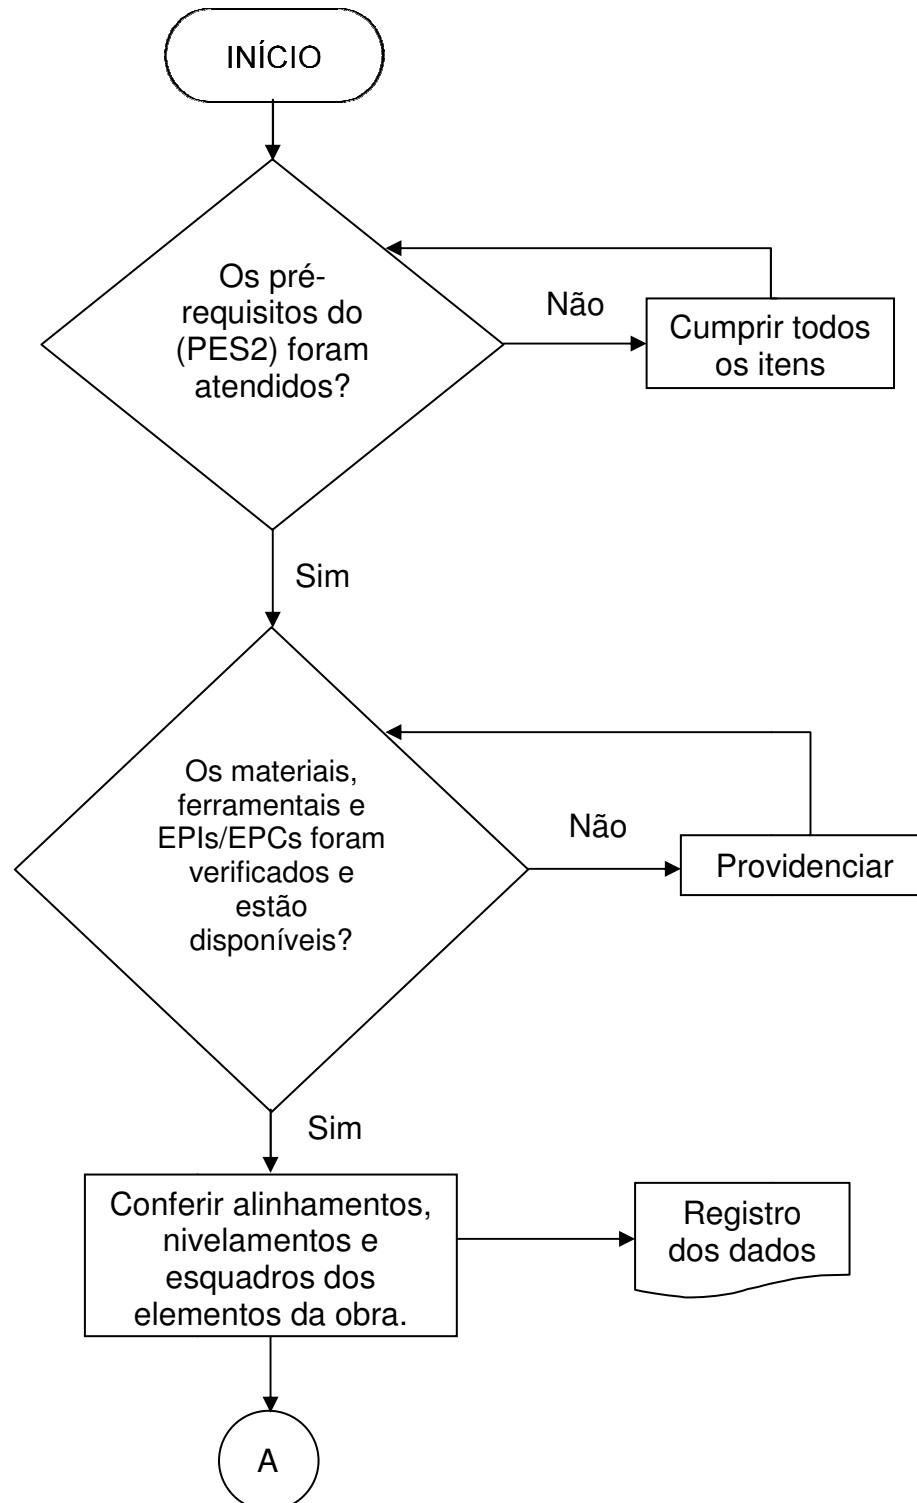 INÍCIO
Os pré-
requisitos do
(PES2) foram
atendidos?
Não
Cumprir todos
os itens
Sim
Os materiais,
ferramentais e
EPIs/EPCs foram
verificados e
estão
disponíveis?
Não
Providenciar
Sim
Conferir alinhamentos,
nivelamentos e
esquadros dos
elementos da obra.
Registro
dos dados
A